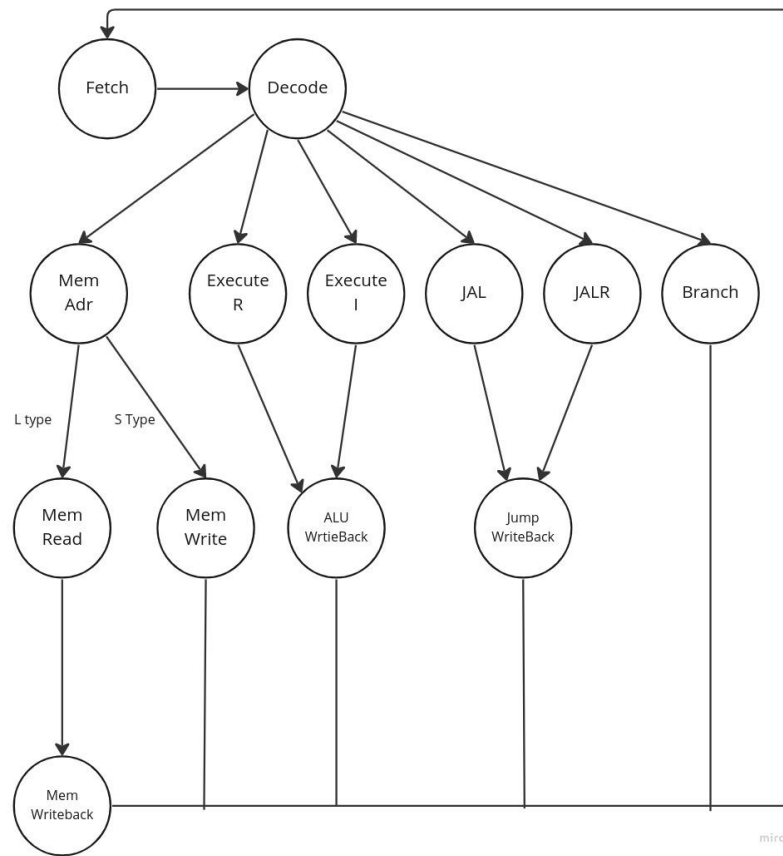 Fetch
Decode
Mem
Adr
Execute
R
Execute
I
JAL
JALR
Branch
L type
S Type
Mem
Read
Mem
Write
ALU
WrtieBack
Jump
WriteBack
Mem
Writeback